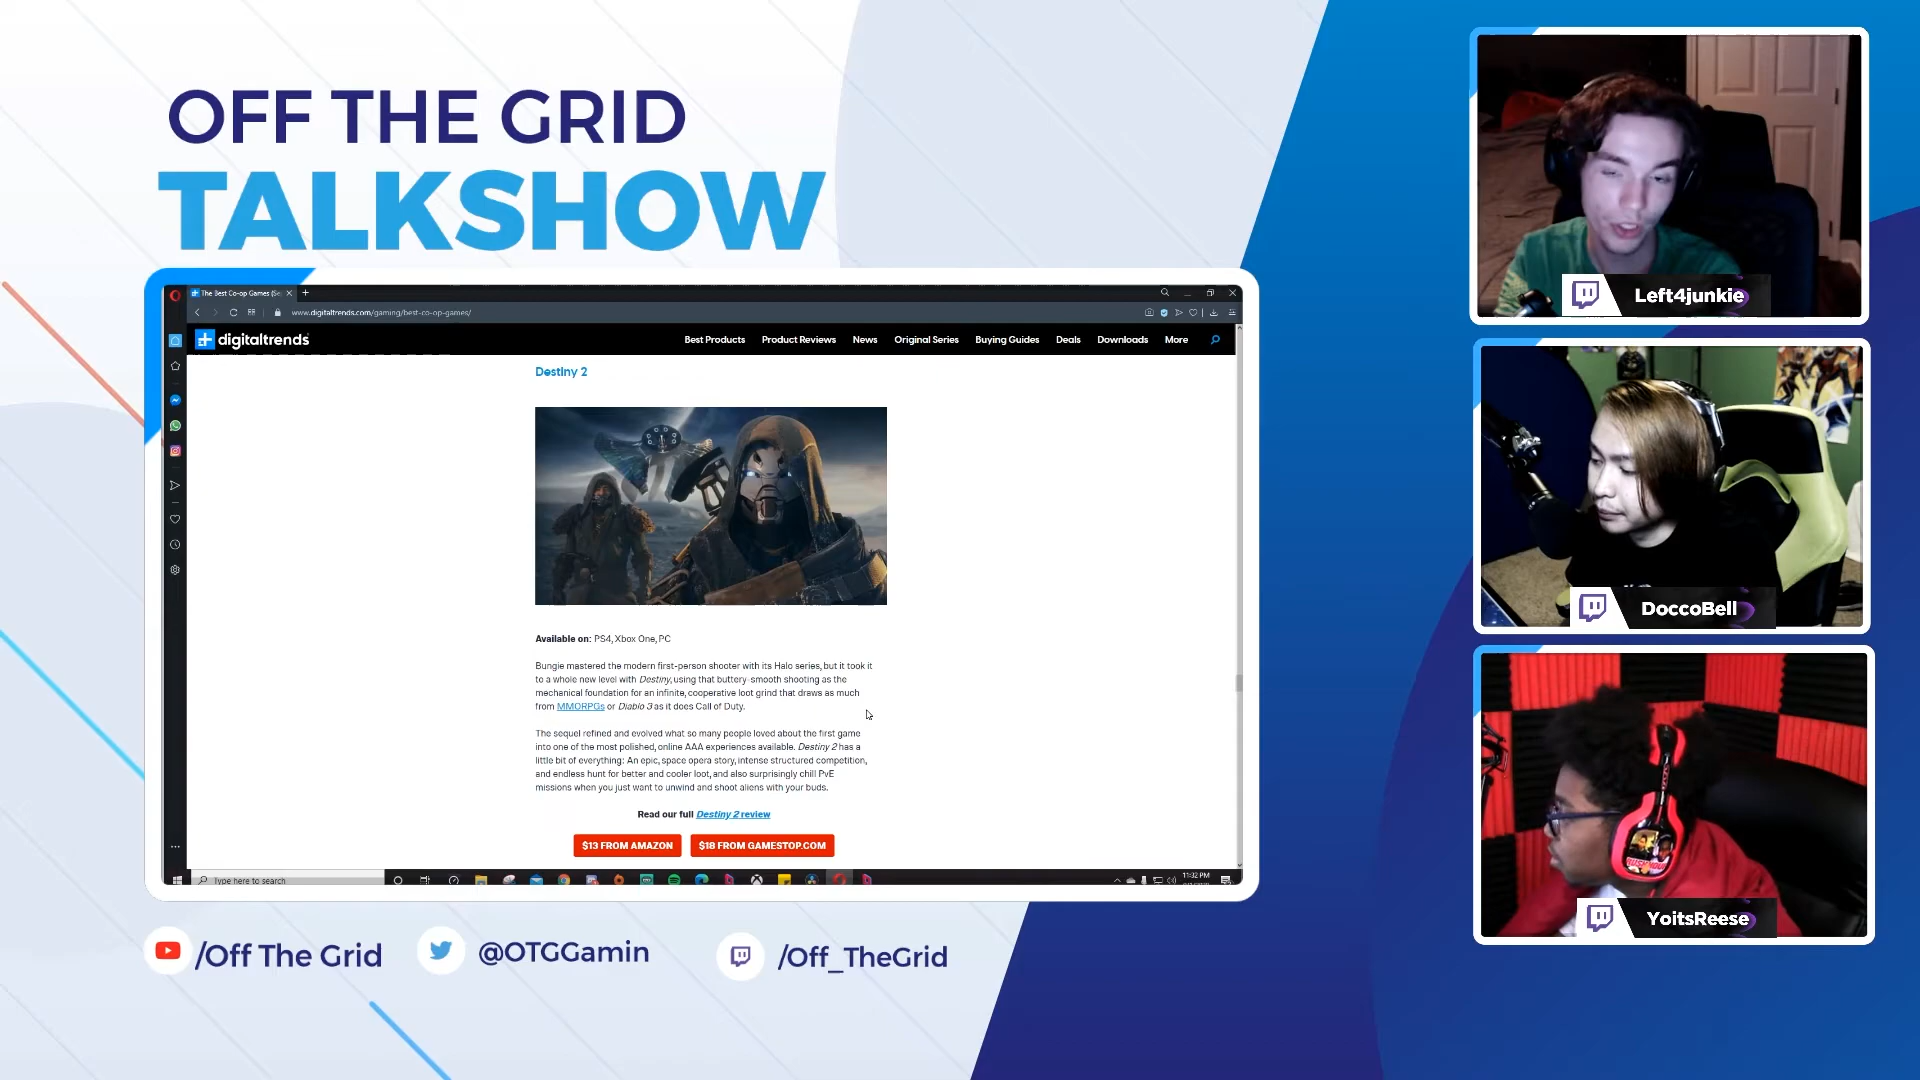 OFF THE GRID
TALKSHOW
The Best Co-op Games (Se
www.digitaltrends.com/gaming/best-co-op-games/
digitaltrends
Best Products
Product Reviews
News
Original Series
Buying Guides
Deals
Downloads
More
Destiny 2
Available on: PS4, Xbox One, PC
Bungie mastered the modern first-person shooter with its Halo series, but it took it
to a whole new level with Destiny, using that buttery-smooth shooting as the
mechanical foundation for an infinite, cooperative loot grind that draws as much
from MMORPGs or Diablo 3 as it does Call of Duty.
The sequel refined and evolved what so many people loved about the first game
into one of the most polished, online AAA experiences available. Destiny 2 has a
little bit of everything: An epic, space opera story, intense structured competition,
and endless hunt for better and cooler loot, and also surprisingly chill PvE
missions when you just want to unwind and shoot aliens with your buds.
Read our full Destiny 2 review
$13 FROM AMAZON
$18 FROM GAMESTOP.COM
Type here to search
11:32 PM
/Off The Grid
@OTGGamin
/Off_TheGrid
Left4junkie
DoccoBell
YoitsReese